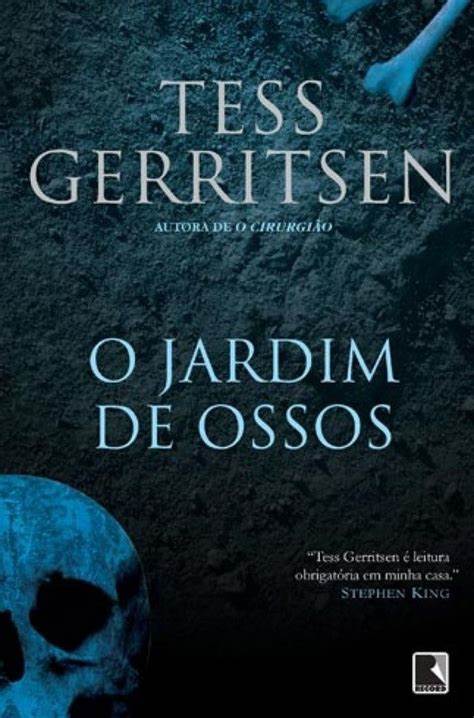 TESS
GERRITSEN
AUTORA DE O CIRURGIÃO
O JARDIM
DE OSSOS
“Tess Gerritsen é leitura
obrigatória em minha casa.”
STEPHEN KING
RECORD